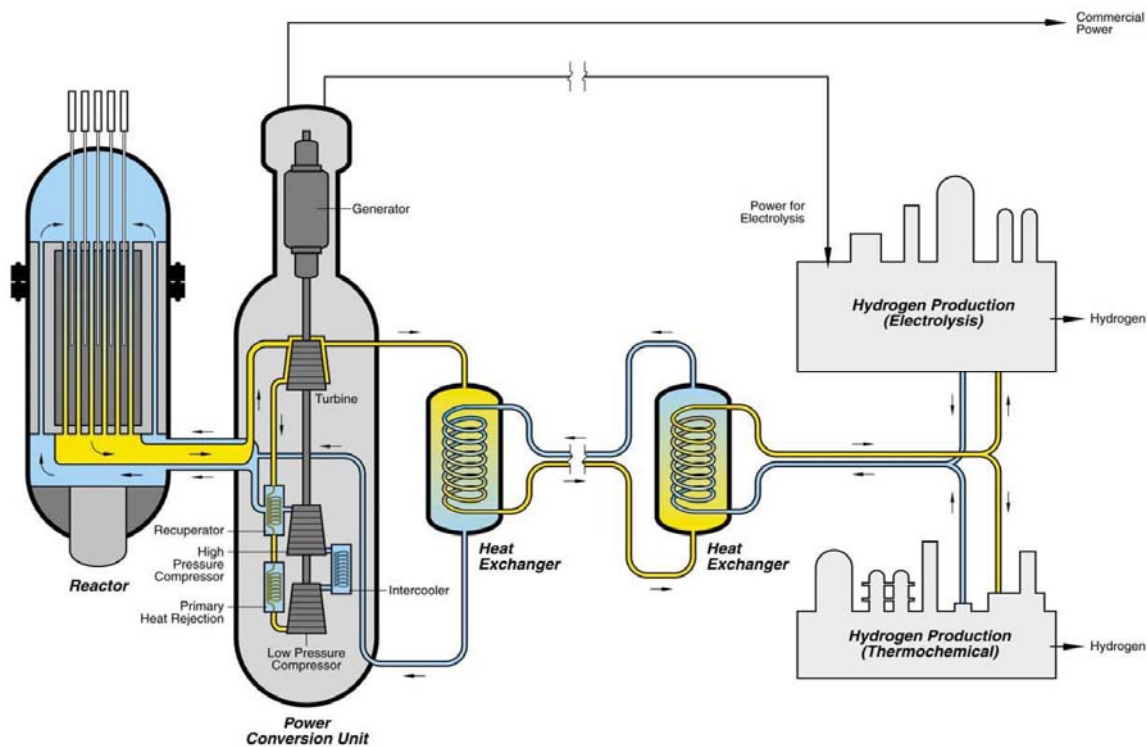 Commercial
Power
Generator
Power for
Electrolysis
Hydrogen Production
(Electrolysis)
Hydrogen
Turbine
Recuperator
High
Pressure
Compressor
Intercooler
Primary
Heat Rejection
Low Pressure
Compressor
Reactor
Power
Conversion Unit
Heat
Exchanger
Heat
Exchanger
Hydrogen Production
(Thermochemical)
Hydrogen